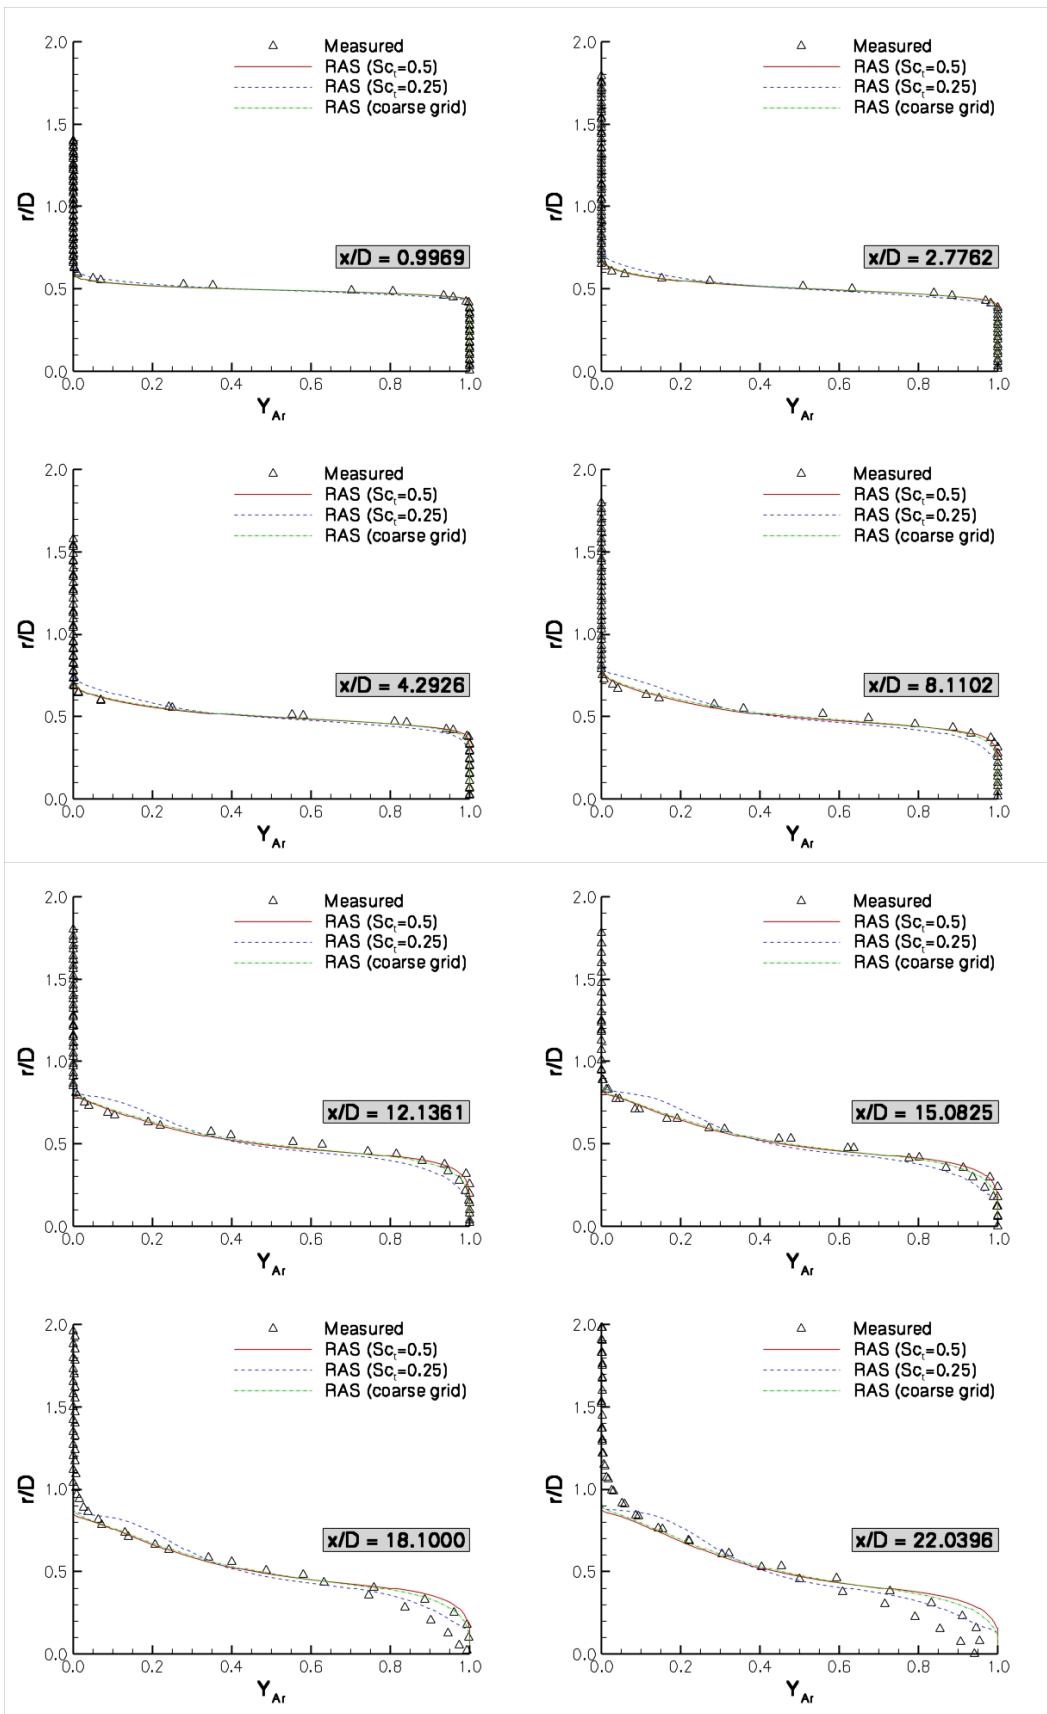 2.0
1.5
1.0
0.5
0.0
r/D
Measured
RAS (Sct=0.5)
RAS (Sct=0.25)
RAS (coarse grid)
x/D = 0.9969
0.0 0.2 0.4 0.6 0.8 1.0
YAr
2.0
1.5
1.0
0.5
0.0
r/D
Measured
RAS (Sct=0.5)
RAS (Sct=0.25)
RAS (coarse grid)
x/D = 2.7762
0.0 0.2 0.4 0.6 0.8 1.0
YAr
2.0
1.5
1.0
0.5
0.0
r/D
Measured
RAS (Sct=0.5)
RAS (Sct=0.25)
RAS (coarse grid)
x/D = 4.2926
0.0 0.2 0.4 0.6 0.8 1.0
YAr
2.0
1.5
1.0
0.5
0.0
r/D
Measured
RAS (Sct=0.5)
RAS (Sct=0.25)
RAS (coarse grid)
x/D = 8.1102
0.0 0.2 0.4 0.6 0.8 1.0
YAr
2.0
1.5
1.0
0.5
0.0
r/D
Measured
RAS (Sct=0.5)
RAS (Sct=0.25)
RAS (coarse grid)
x/D = 12.1361
0.0 0.2 0.4 0.6 0.8 1.0
YAr
2.0
1.5
1.0
0.5
0.0
r/D
Measured
RAS (Sct=0.5)
RAS (Sct=0.25)
RAS (coarse grid)
x/D = 15.0825
0.0 0.2 0.4 0.6 0.8 1.0
YAr
2.0
1.5
1.0
0.5
0.0
r/D
Measured
RAS (Sct=0.5)
RAS (Sct=0.25)
RAS (coarse grid)
x/D = 18.1000
0.0 0.2 0.4 0.6 0.8 1.0
YAr
2.0
1.5
1.0
0.5
0.0
r/D
Measured
RAS (Sct=0.5)
RAS (Sct=0.25)
RAS (coarse grid)
x/D = 22.0396
0.0 0.2 0.4 0.6 0.8 1.0
YAr